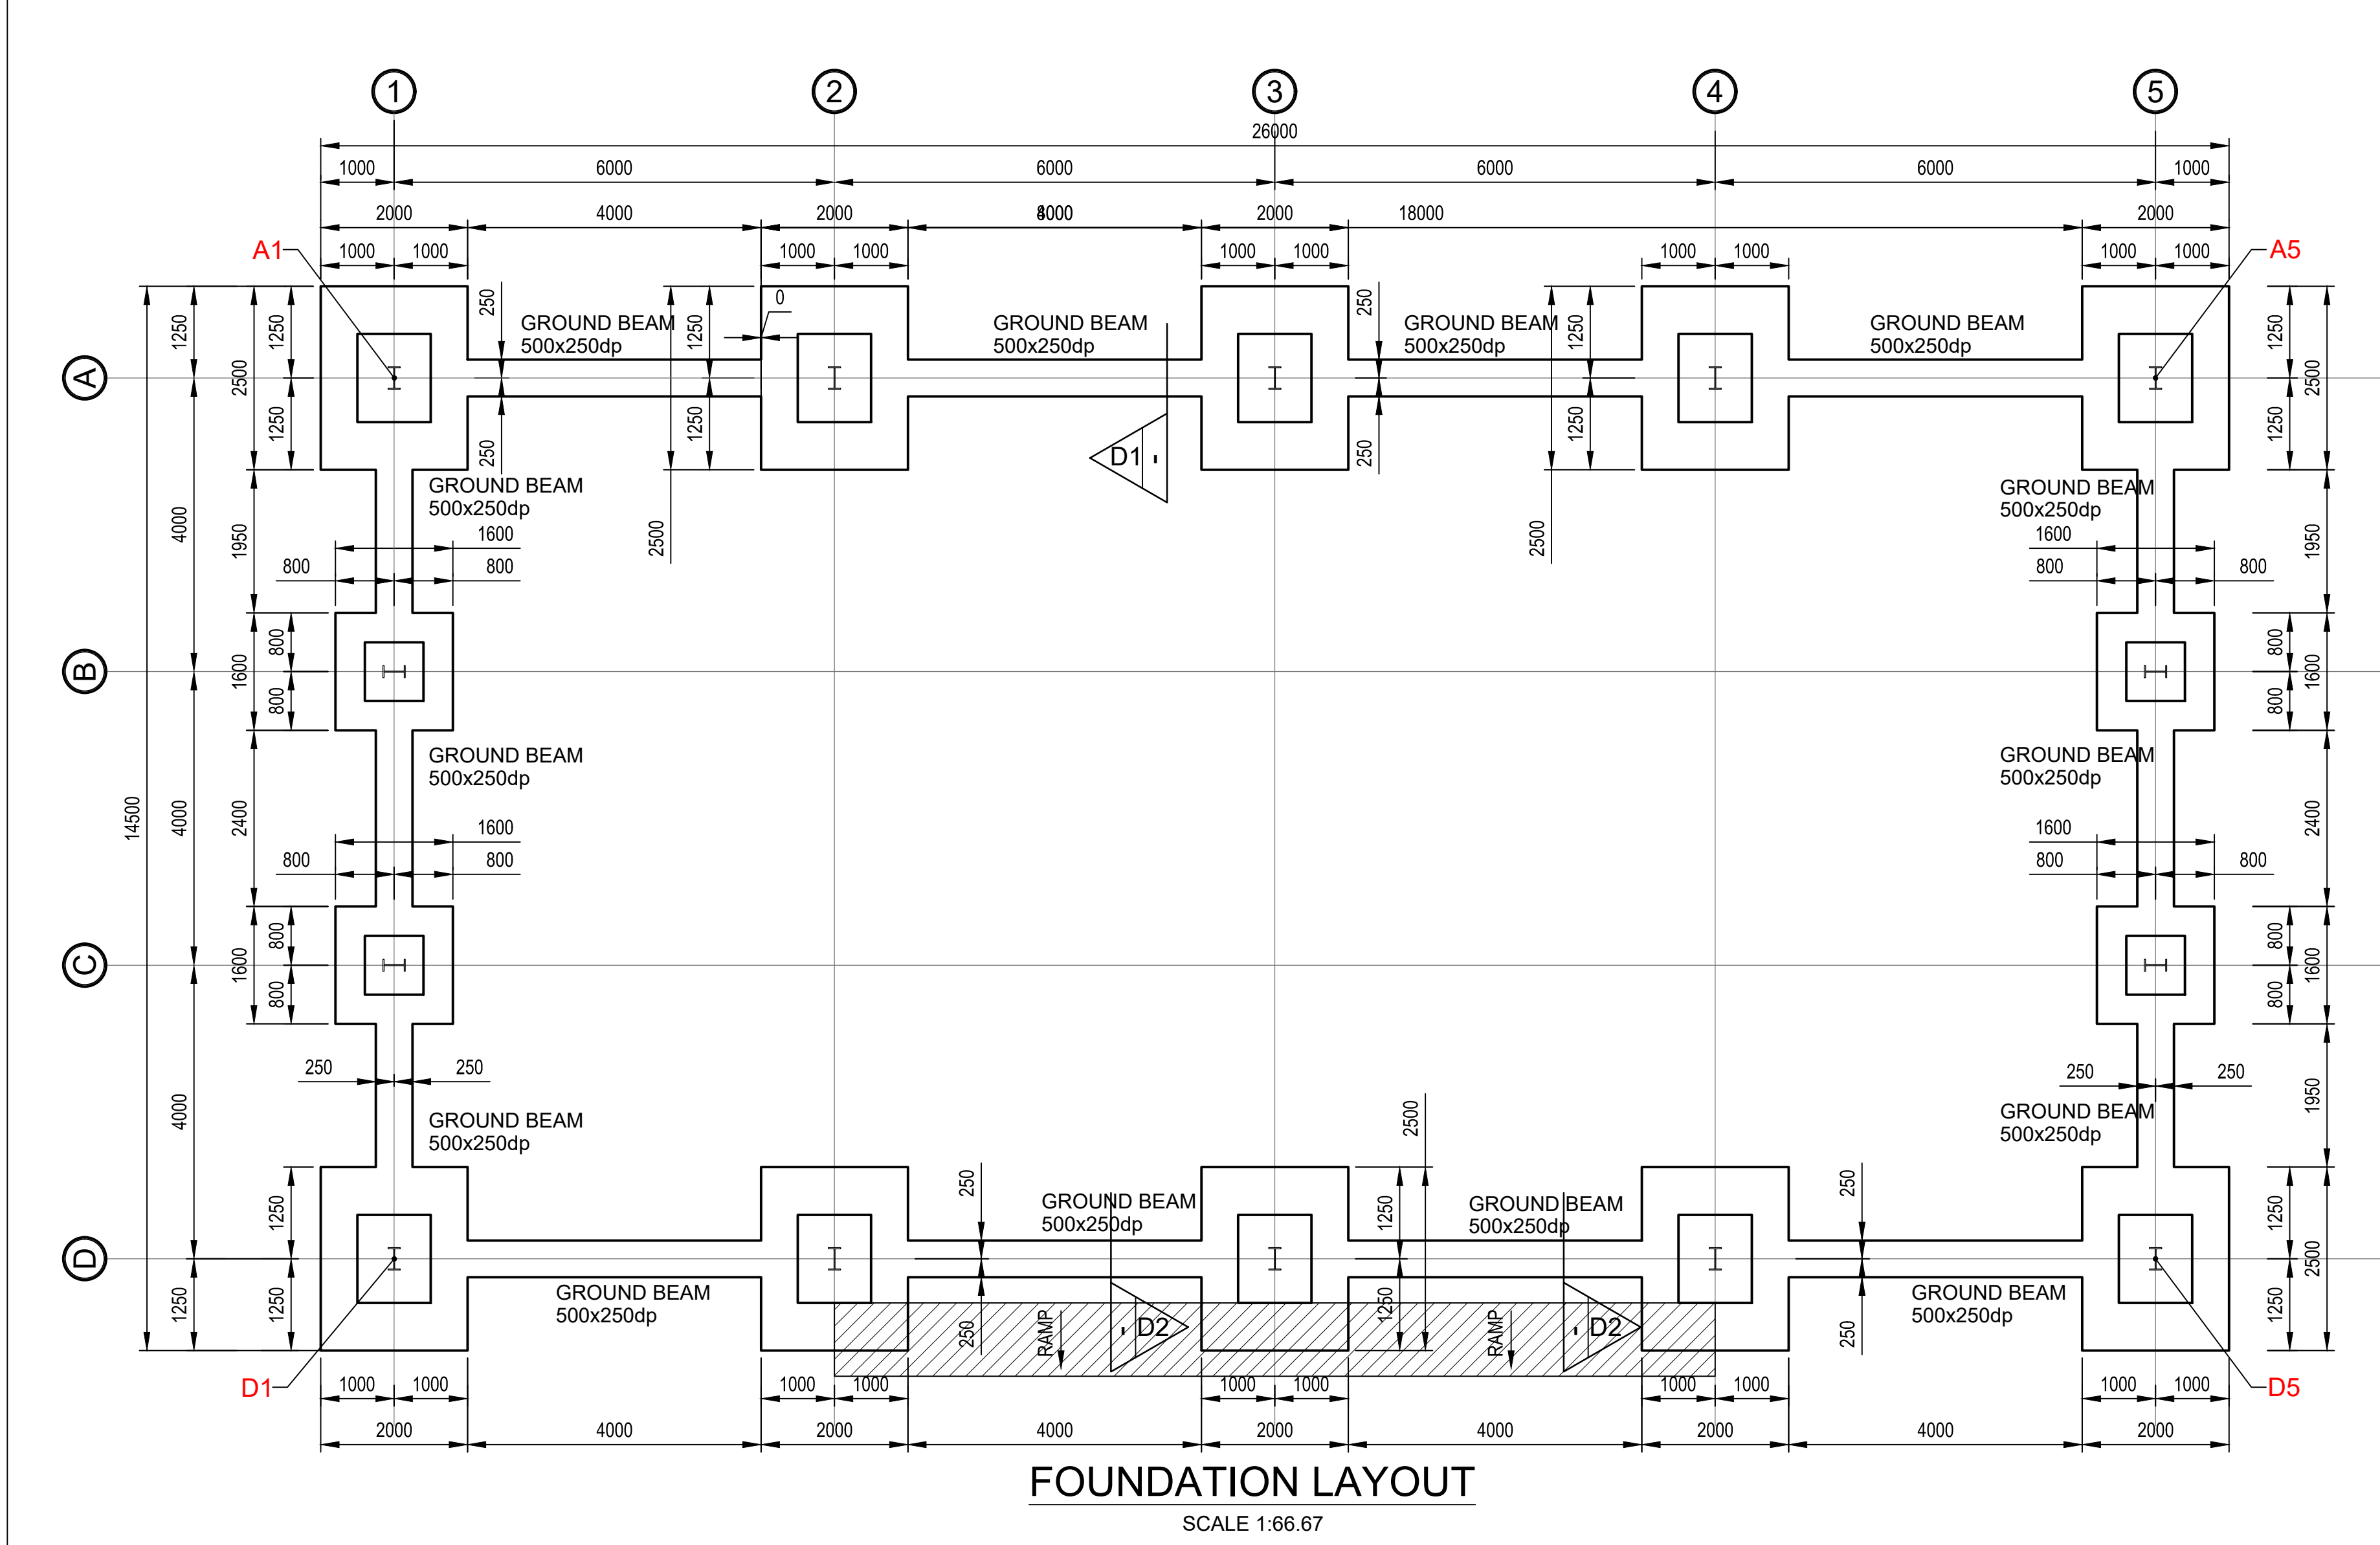 1 2 3 4 5
26000
1000 6000 6000 6000 6000 1000
2000 4000 2000 2000 18000 2000
A1 1000 1000 1000 1000 1000 1000 1000 1000 1000 1000 A5
0
1250 1250 250 1250 250 1250 1250
GROUND BEAM GROUND BEAM GROUND BEAM GROUND BEAM
500x250dp 500x250dp 500x250dp 500x250dp
A
2500 2500
1250 250 1250 250 1250 1250
D1 -
GROUND BEAM GROUND BEAM
500x250dp 500x250dp
4000 1950 2500 2500 1950
1600 1600
800 800 800 800
800 800
B
1600 1600
800 800
GROUND BEAM GROUND BEAM
500x250dp 500x250dp
14500 4000 2400 2400
1600 1600
800 800 800 800
800 800
C
1600 1600
800 800
250 250 250 250
4000 1950
GROUND BEAM GROUND BEAM
500x250dp 500x250dp
2500
1250 250 1250 250 1250
GROUND BEAM GROUND BEAM
500x250dp 500x250dp
D
2500
GROUND BEAM GROUND BEAM
500x250dp 500x250dp
1250 1250 250 1250 250 1250
RAMP - D2 RAMP - D2
D1 1000 1000 1000 1000 1000 1000 1000 1000 1000 1000 D5
2000 4000 2000 4000 2000 4000 2000 4000 2000
FOUNDATION LAYOUT
SCALE 1:66.67